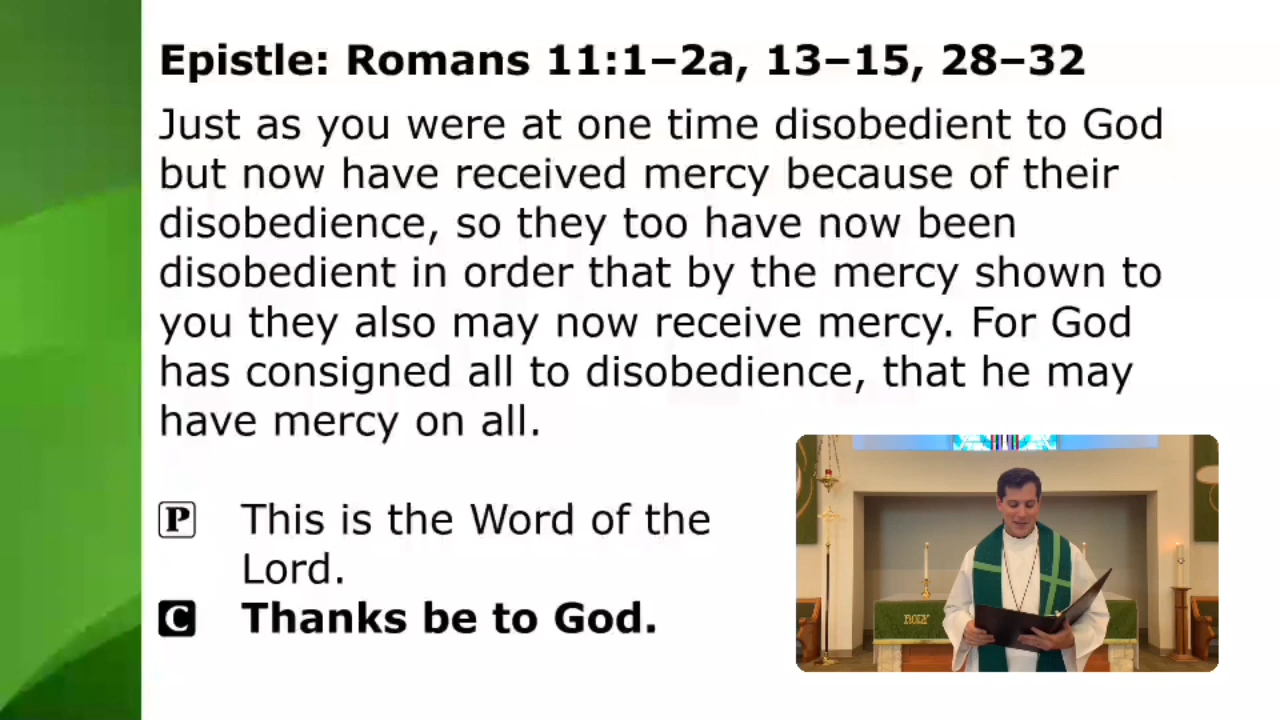 Epistle: Romans 11:1–2a, 13–15, 28–32
Just as you were at one time disobedient to God
but now have received mercy because of their
disobedience, so they too have now been
disobedient in order that by the mercy shown to
you they also may now receive mercy. For God
has consigned all to disobedience, that he may
have mercy on all.
P This is the Word of the
Lord.
C Thanks be to God.
HOLY